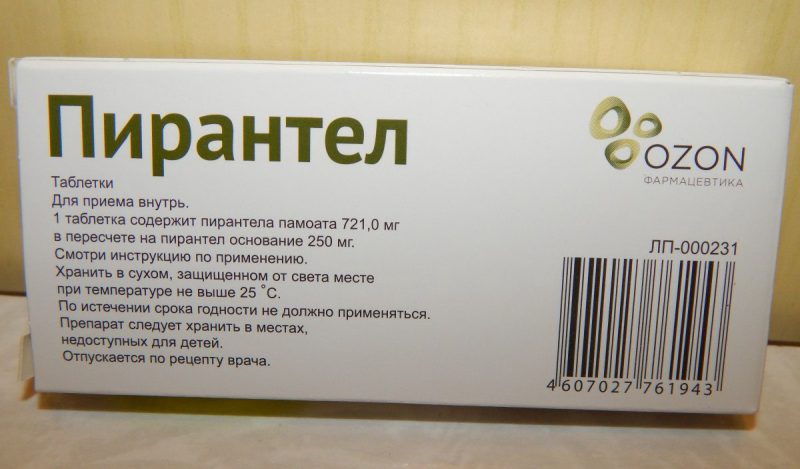 Пирантел
OZON
ФАРМАЦЕВТИКА
Таблетки
Для приема внутрь.
1 таблетка содержит пирантела памоата 721,0 мг
в пересчете на пирантел основание 250 мг.
Смотри инструкцию по применению.
Хранить в сухом, защищенном от света месте
при температуре не выше 25 ˚С.
По истечении срока годности не должно применяться.
Препарат следует хранить в местах,
недоступных для детей.
Отпускается по рецепту врача.
ЛП-000231
4 607027 761943